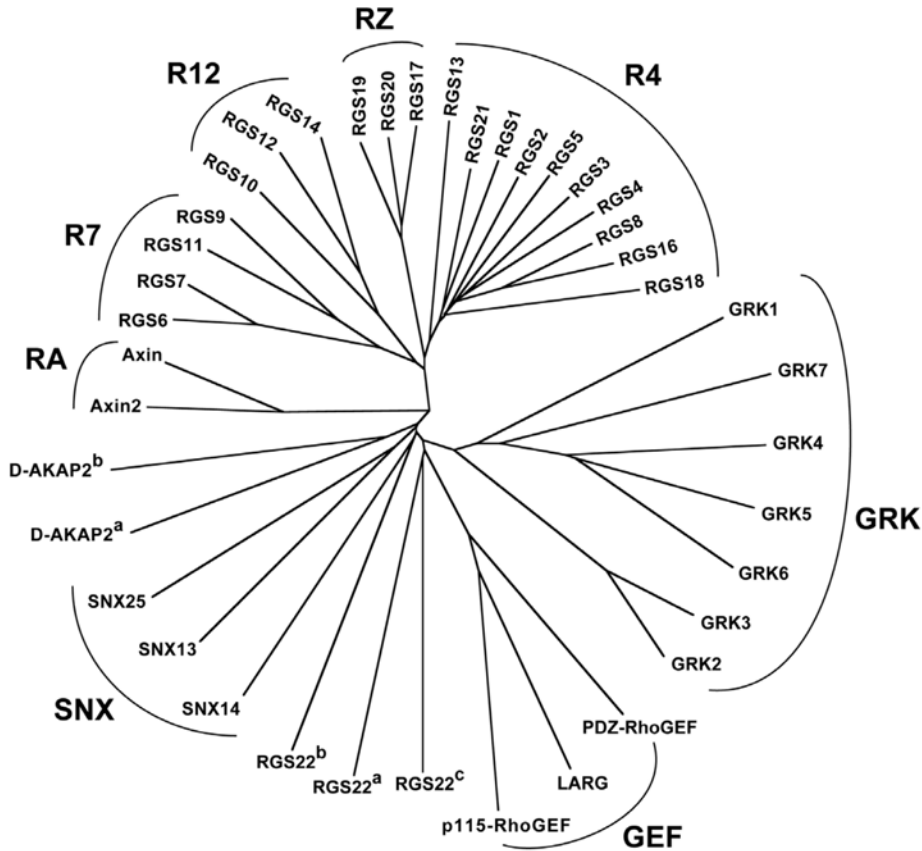 RZ
R4
R12
R7
RA
SNX
GEF
GRK
RGS19
RGS20
RGS17
RGS13
RGS21
RGS1
RGS2
RGS5
RGS3
RGS4
RGS8
RGS16
RGS18
GRK1
GRK7
GRK4
GRK5
GRK6
GRK3
GRK2
PDZ-RhoGEF
LARG
p115-RhoGEF
RGS22c
RGS22a
RGS22b
SNX14
SNX13
SNX25
D-AKAP2a
D-AKAP2b
Axin2
Axin
RGS6
RGS7
RGS11
RGS9
RGS10
RGS12
RGS14